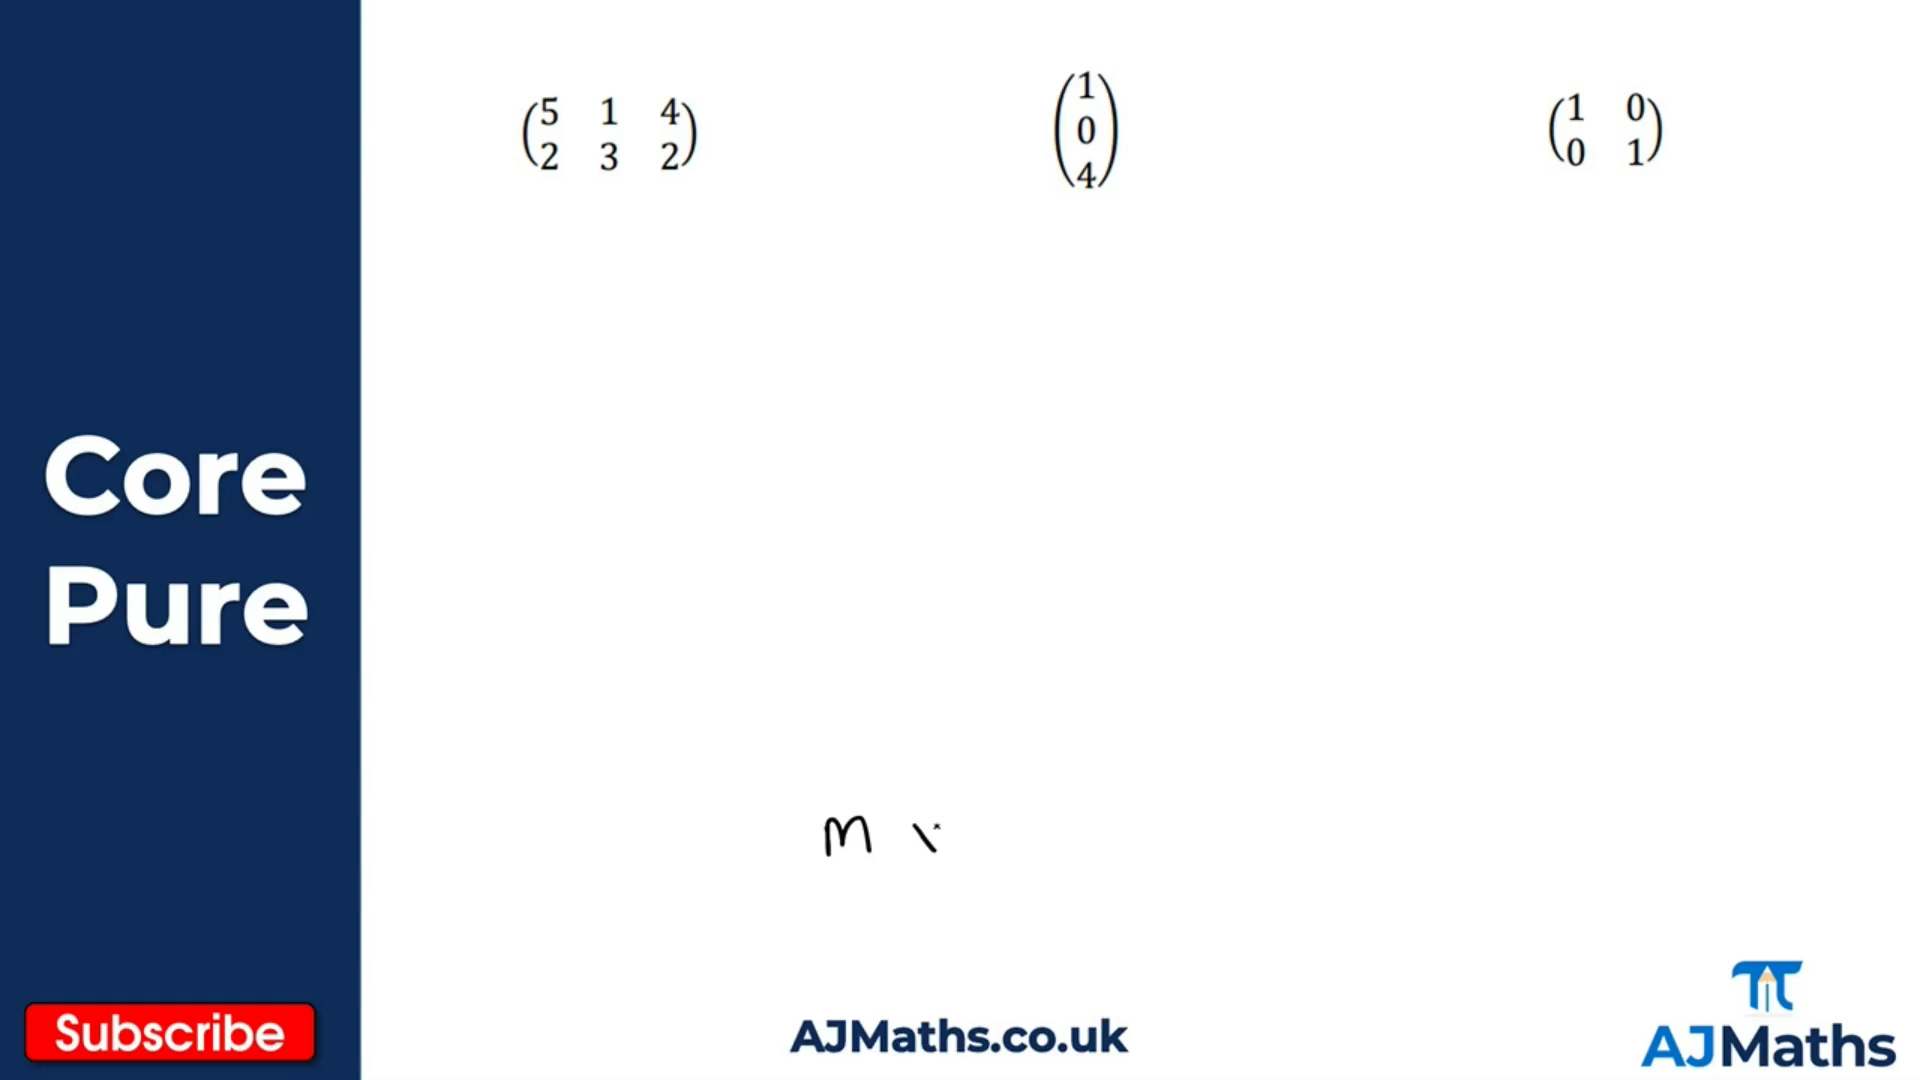 5 1 4
2 3 2
1
0
4
1 0
0 1
Core
Pure
m
Subscribe
AJMaths.co.uk
AJMaths